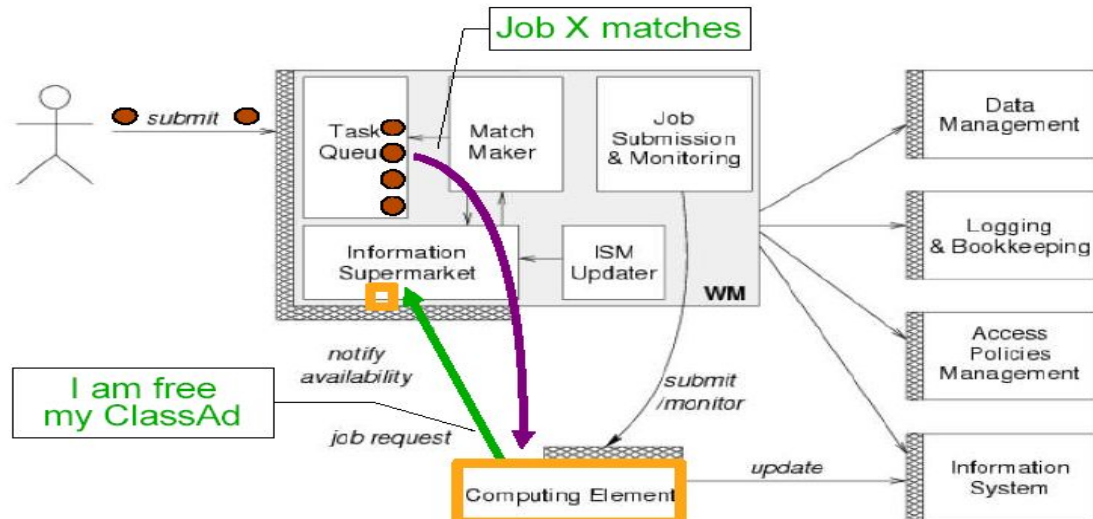 Job X matches
submit
Task
Queu
Match
Maker
Job
Submission
& Monitoring
Data
Management
Information
Supermarket
ISM
Updater
WM
Logging
& Bookkeeping
notify
availability
I am free
my ClassAd
job request
submit
/monitor
Access
Policies
Management
Computing Element
update
Information
System